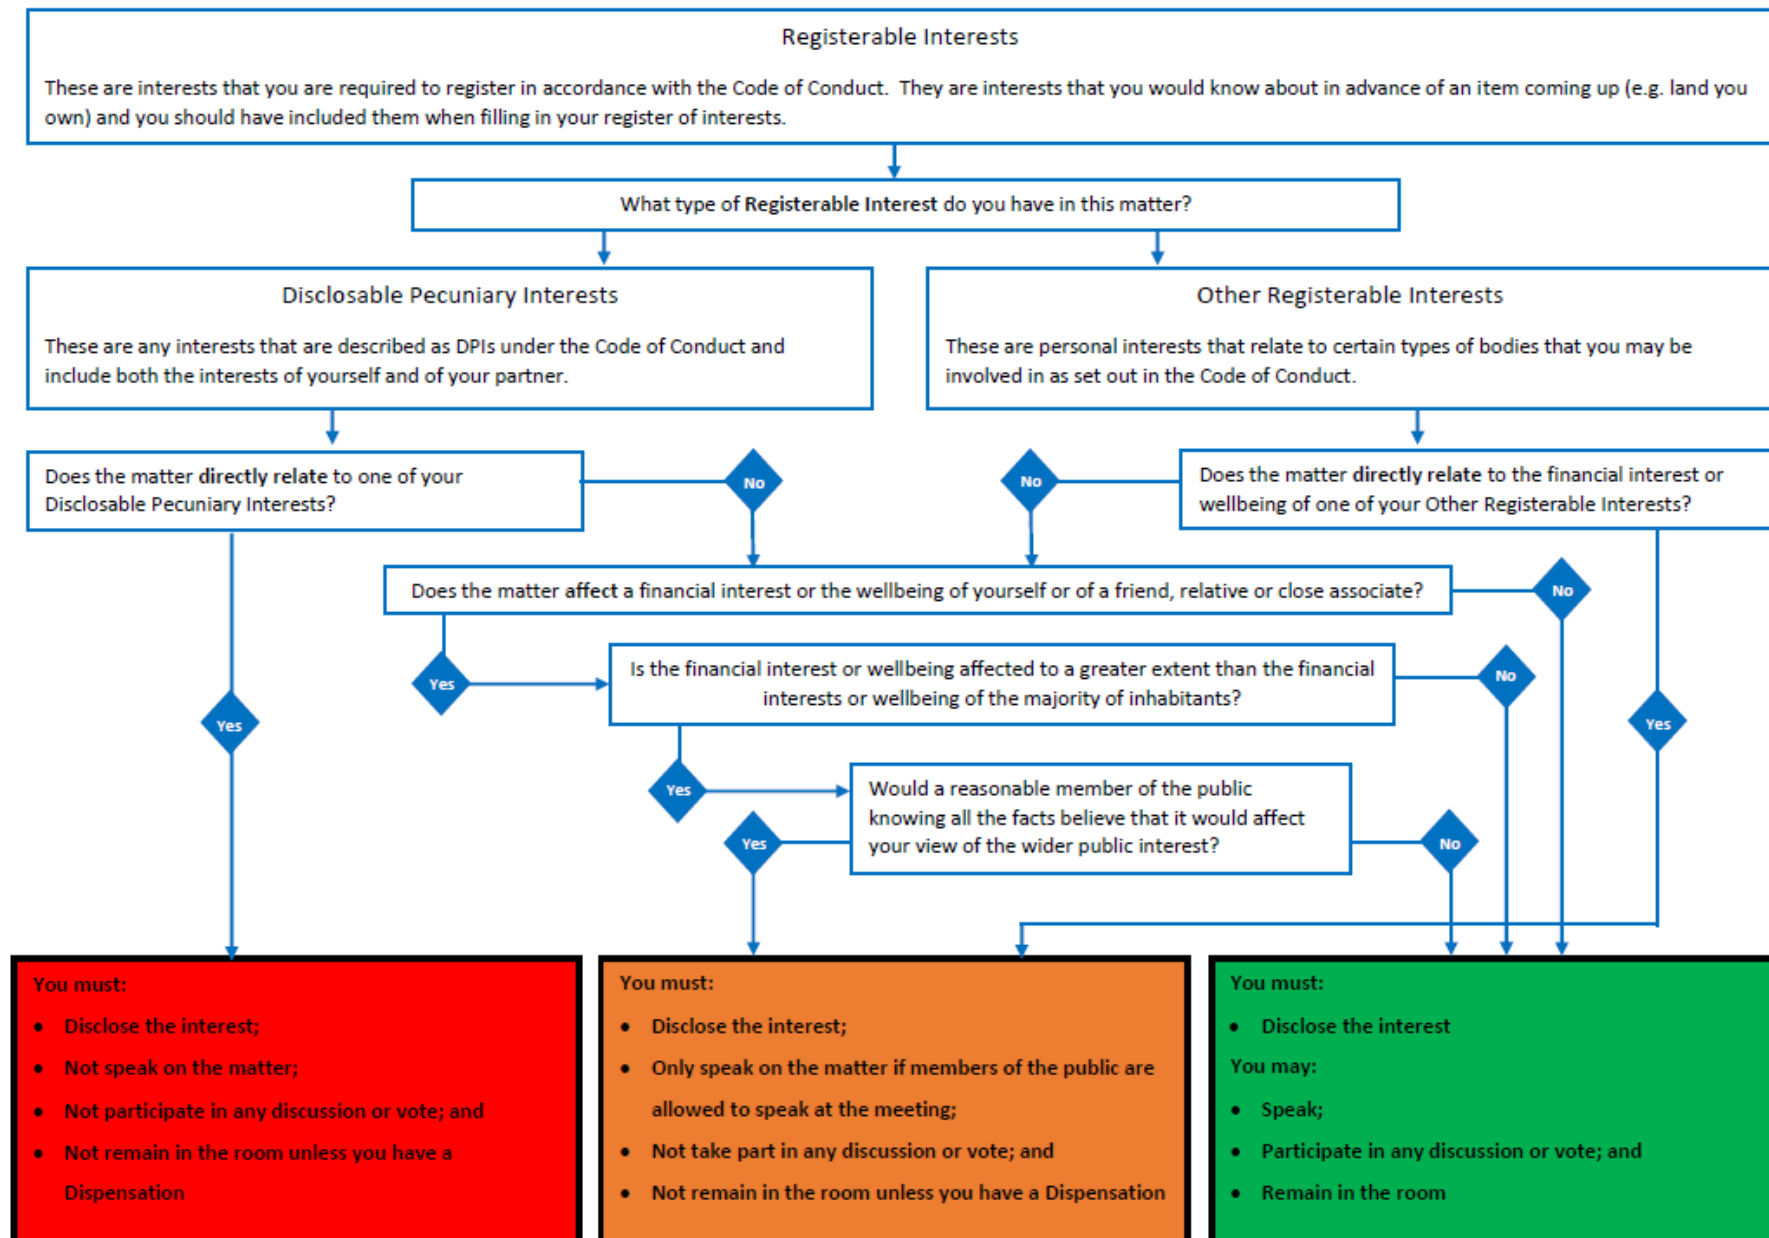 Registerable Interests
These are interests that you are required to register in accordance with the Code of Conduct.  They are interests that you would know about in advance of an item coming up (e.g. land you
own) and you should have included them when filling in your register of interests.
What type of Registerable Interest do you have in this matter?
Disclosable Pecuniary Interests
These are any interests that are described as DPIs under the Code of Conduct and
include both the interests of yourself and of your partner.
Other Registerable Interests
These are personal interests that relate to certain types of bodies that you may be
involved in as set out in the Code of Conduct.
Does the matter directly relate to one of your
Disclosable Pecuniary Interests?
No
No
Does the matter directly relate to the financial interest or
wellbeing of one of your Other Registerable Interests?
Does the matter affect a financial interest or the wellbeing of yourself or of a friend, relative or close associate?
No
Yes
Is the financial interest or wellbeing affected to a greater extent than the financial
interests or wellbeing of the majority of inhabitants?
No
Yes
Yes
Yes
Would a reasonable member of the public
knowing all the facts believe that it would affect
your view of the wider public interest?
Yes
No
You must:
• Disclose the interest;
• Not speak on the matter;
• Not participate in any discussion or vote; and
• Not remain in the room unless you have a
Dispensation
You must:
• Disclose the interest;
• Only speak on the matter if members of the public are
allowed to speak at the meeting;
• Not take part in any discussion or vote; and
• Not remain in the room unless you have a Dispensation
You must:
• Disclose the interest
You may:
• Speak;
• Participate in any discussion or vote; and
• Remain in the room